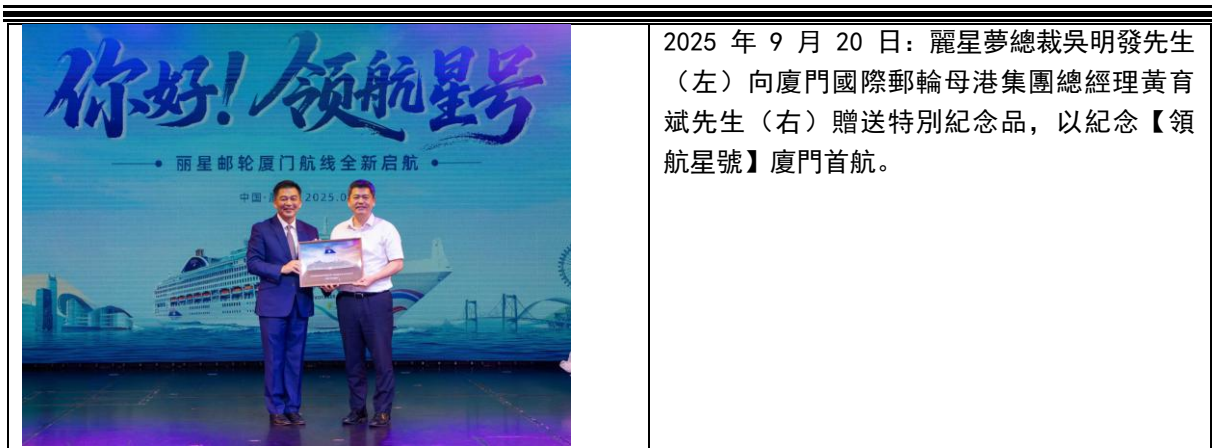 你好!领航星号
丽星邮轮厦门航线全新启航
2025 年 9 月 20 日：麗星夢總裁吳明發先生
（左）向廈門國際郵輪母港集團總經理黃育
斌先生（右）贈送特別紀念品，以紀念【領
航星號】廈門首航。